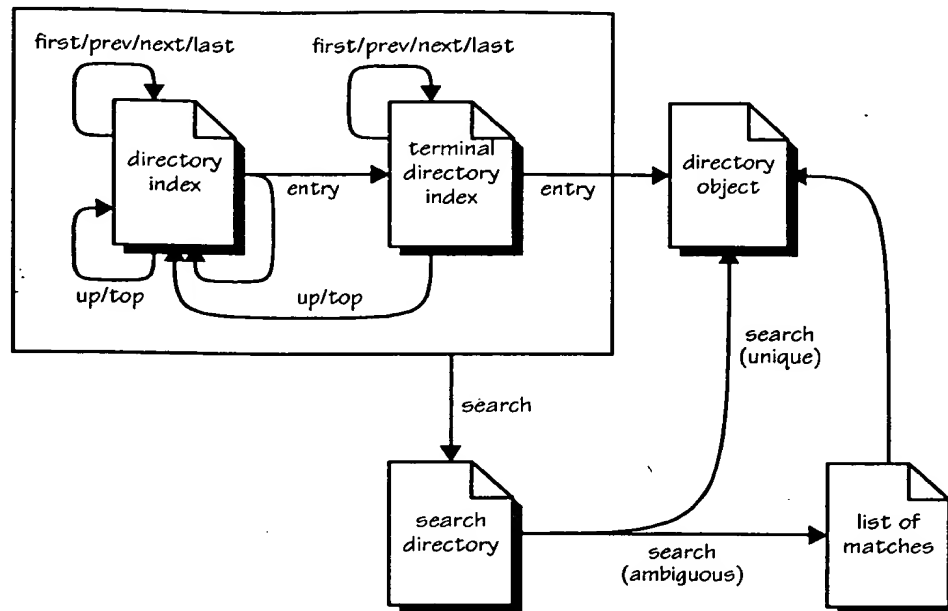 first/prev/next/last
first/prev/next/last
directory
index
entry
terminal
directory
index
entry
directory
object
up/top
up/top
search
(unique)
search
search
directory
search
(ambiguous)
list of
matches